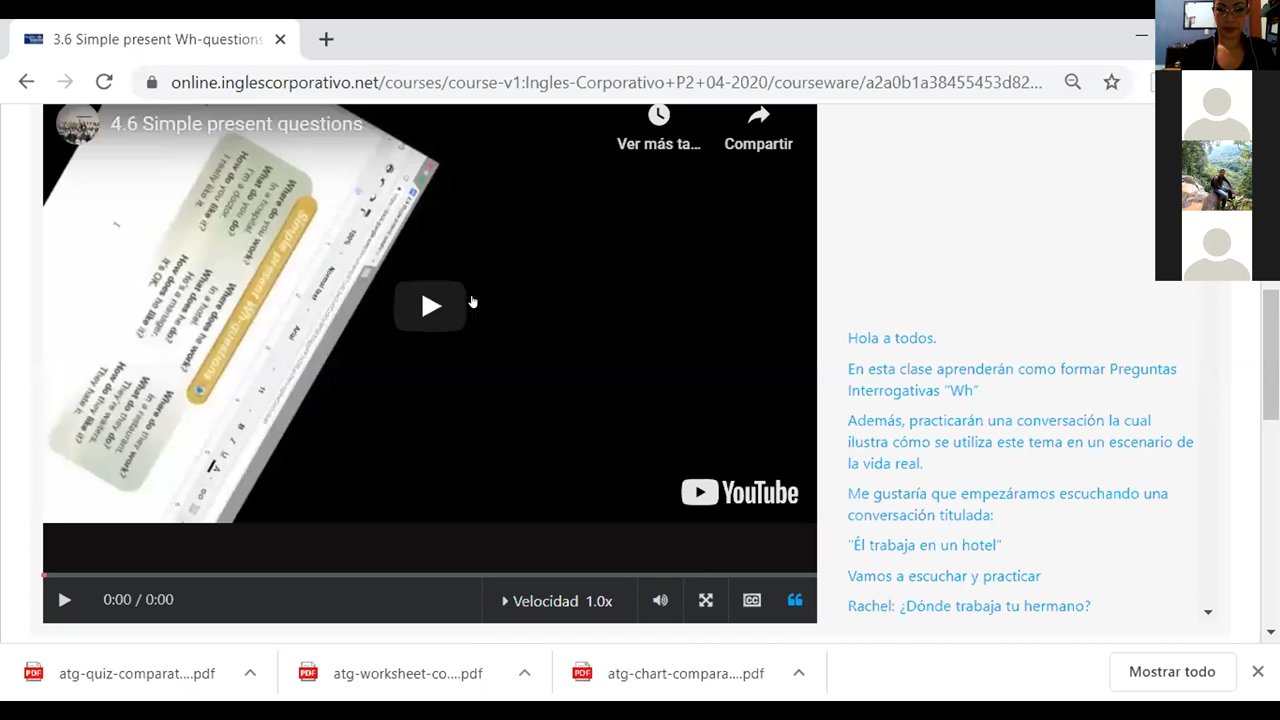 3.6 Simple present Wh-questions
online.inglescorporativo.net/courses/course-v1:Ingles-Corporativo+P2+04-2020/courseware/a2a0b1a38455453d82...
4.6 Simple present questions
Ver más ta...
Compartir
Simple present Wh-questions
Where do you work?
In a hospital.
What do you do?
I'm a doctor.
How do you like it?
I really like it.
Where does he work?
In a hotel.
What does he do?
He's a manager.
How does he like it?
It's OK.
Where do they work?
In a restaurant.
What do they do?
They're waiters.
How do they like it?
They hate it.
100%
Normal text
Arial
11
YouTube
0:00 / 0:00
Velocidad 1.0x
Hola a todos.
En esta clase aprenderán como formar Preguntas
Interrogativas "Wh"
Además, practicarán una conversación la cual
ilustra cómo se utiliza este tema en un escenario de
la vida real.
Me gustaría que empezáramos escuchando una
conversación titulada:
"Él trabaja en un hotel"
Vamos a escuchar y practicar
Rachel: ¿Dónde trabaja tu hermano?
atg-quiz-comparat....pdf
atg-worksheet-co....pdf
atg-chart-compara....pdf
Mostrar todo